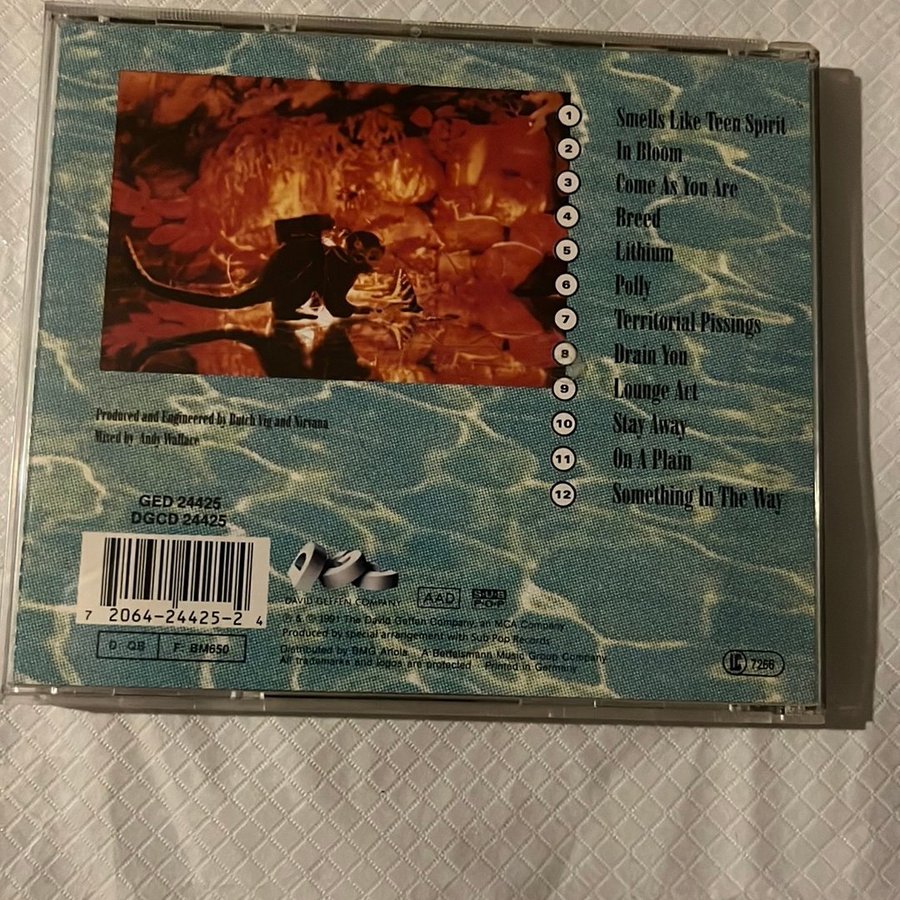 1 Smells Like Teen Spirit
2 In Bloom
3 Come As You Are
4 Breed
5 Lithium
6 Polly
7 Territorial Pissings
8 Drain You
9 Lounge Act
10 Stay Away
11 On A Plain
12 Something In The Way
Produced and Engineered by Butch Vig and Nirvana
Mixed by Andy Wallace
GED 24425
DGCD 24425
7 2064-24425-2 4
D: QB F: BM650
DAVID GEFFEN COMPANY
AAD
SUB POP
℗ & © 1991 The David Geffen Company, an MCA Company
Produced by special arrangement with Sub Pop Records
Distributed by BMG Ariola - A Bertelsmann Music Group Company
All trademarks and logos are protected Printed in Germany
LC 7266